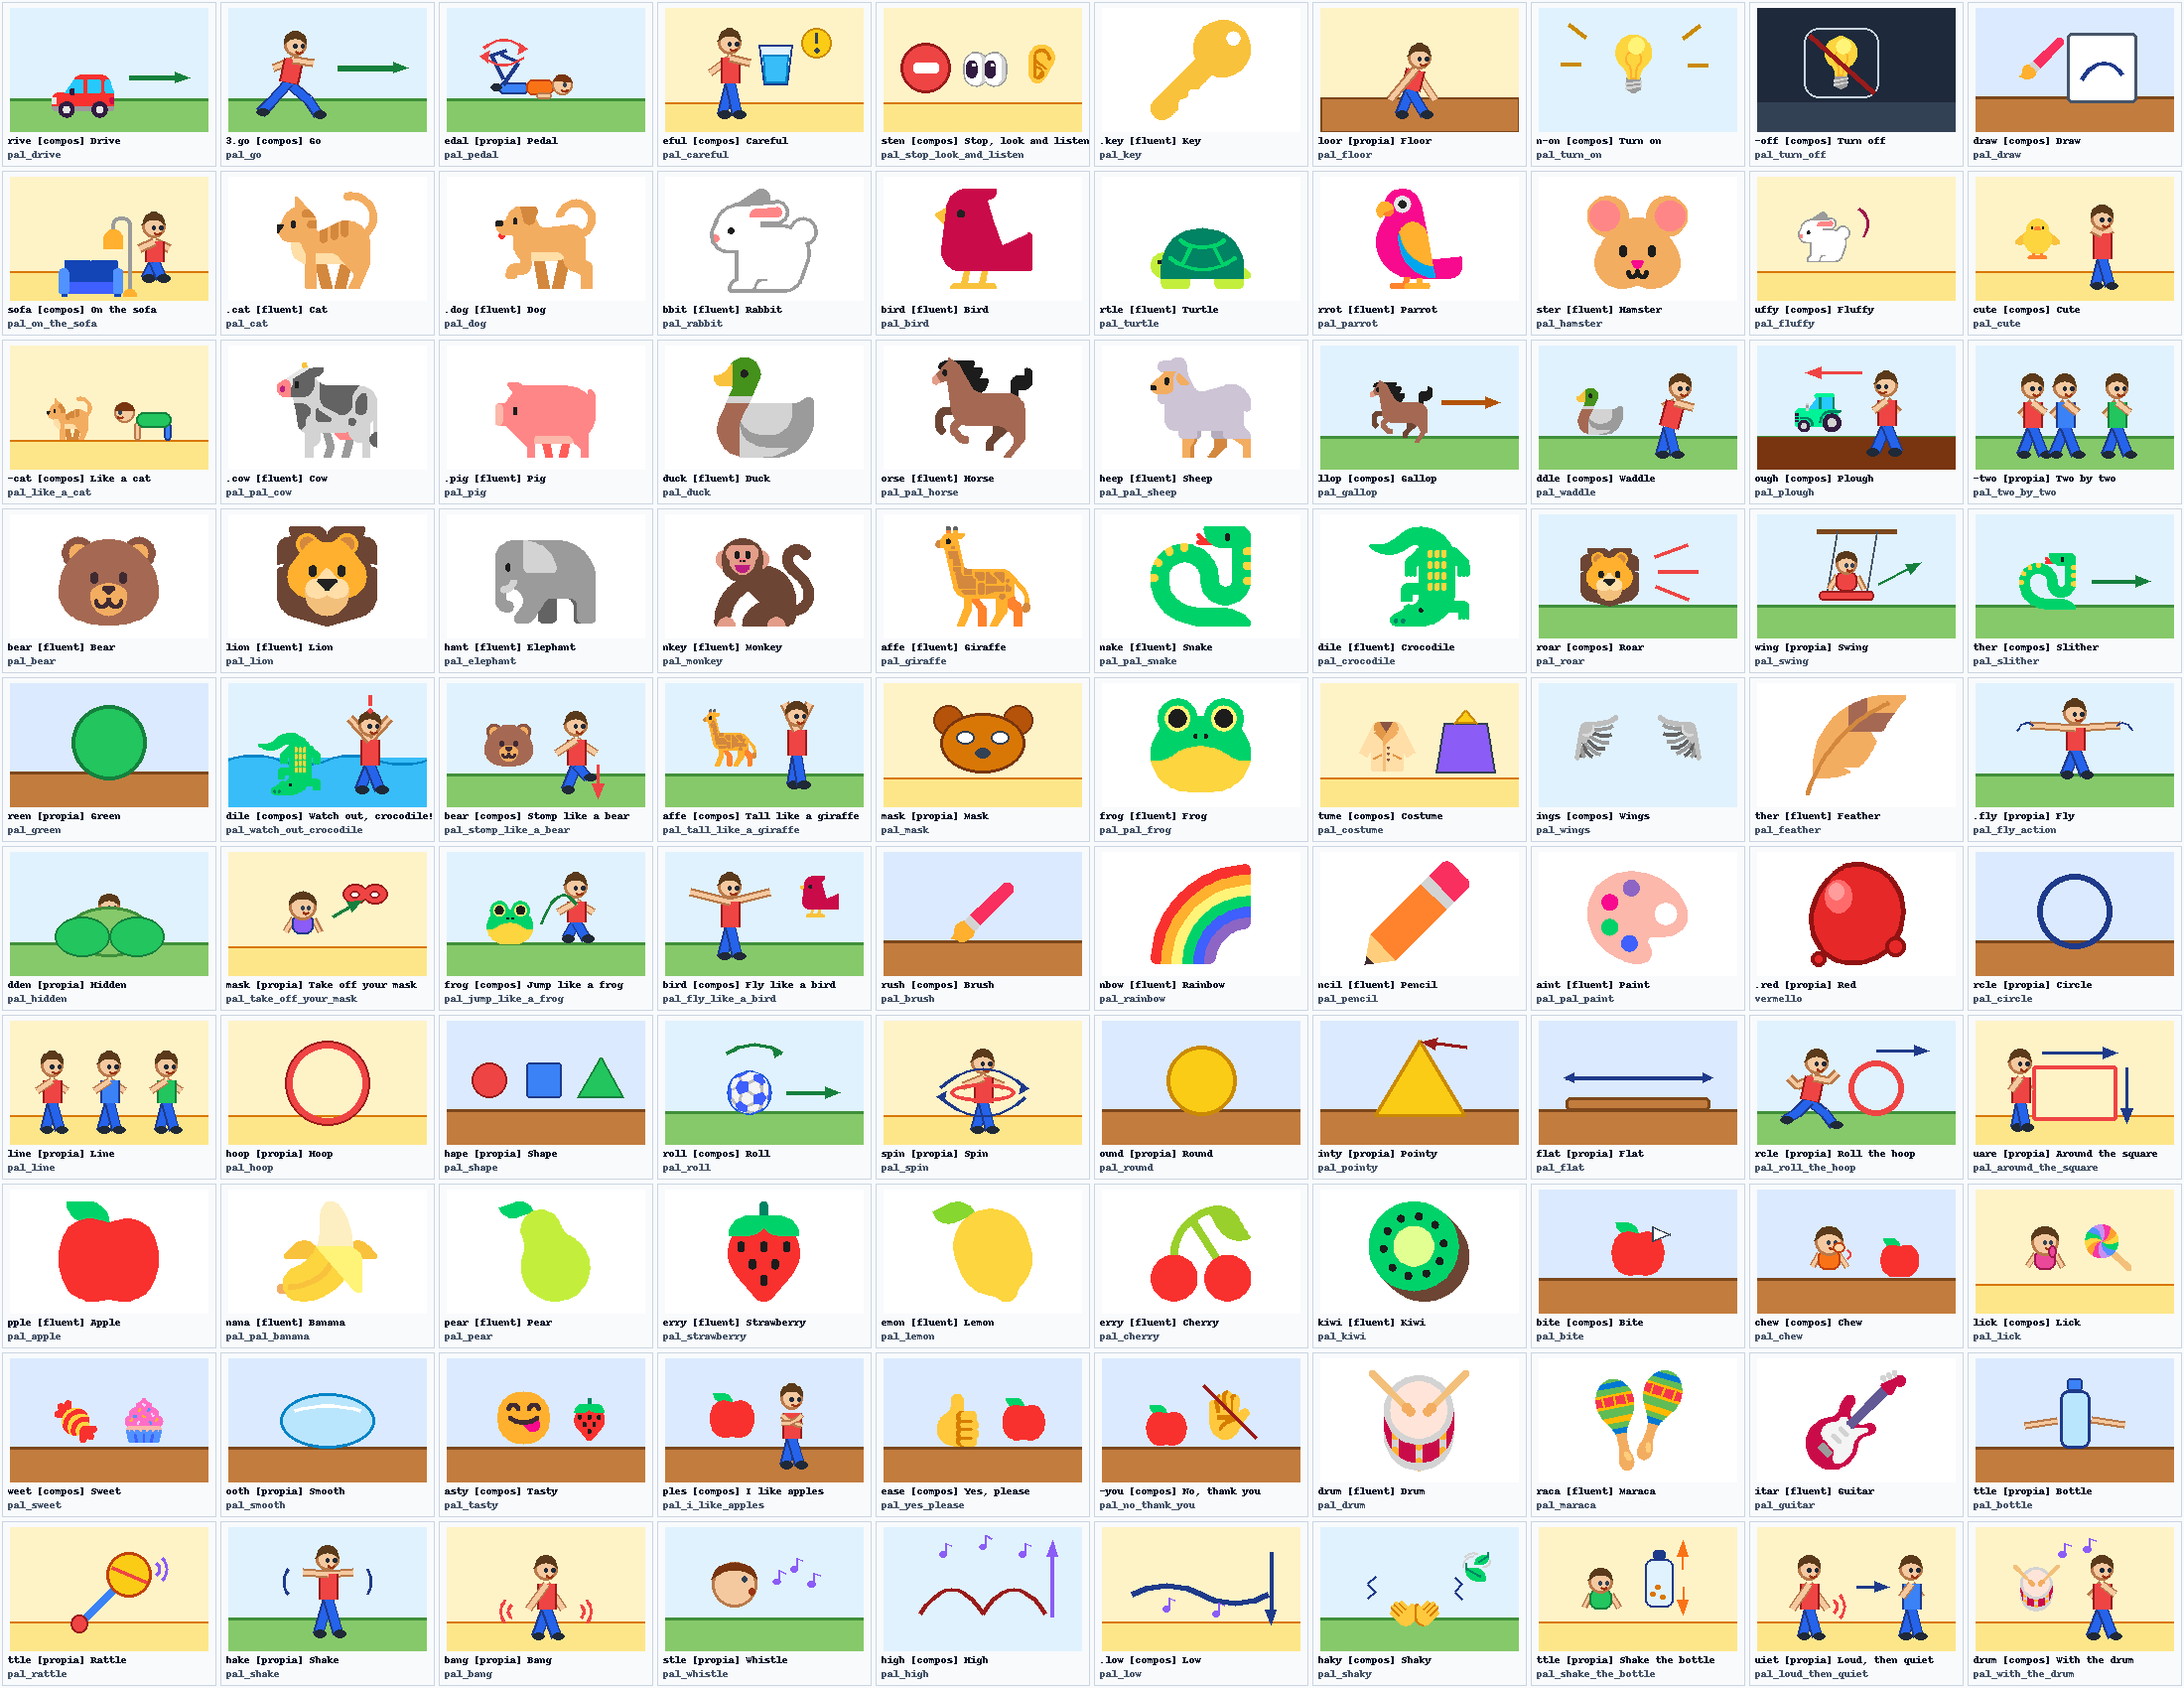 rive [compos] Drive
pal_drive
3.go [compos] Go
pal_go
edal [propia] Pedal
pal_pedal
eful [compos] Careful
pal_careful
sten [compos] Stop, look and listen
pal_stop_look_and_listen
.key [fluent] Key
pal_key
loor [propia] Floor
pal_floor
n-on [compos] Turn on
pal_turn_on
-off [compos] Turn off
pal_turn_off
draw [compos] Draw
pal_draw
sofa [compos] On the sofa
pal_on_the_sofa
.cat [fluent] Cat
pal_cat
.dog [fluent] Dog
pal_dog
bbit [fluent] Rabbit
pal_rabbit
bird [fluent] Bird
pal_bird
rtle [fluent] Turtle
pal_turtle
rrot [fluent] Parrot
pal_parrot
ster [fluent] Hamster
pal_hamster
uffy [compos] Fluffy
pal_fluffy
cute [compos] Cute
pal_cute
-cat [compos] Like a cat
pal_like_a_cat
.cow [fluent] Cow
pal_pal_cow
.pig [fluent] Pig
pal_pig
duck [fluent] Duck
pal_duck
orse [fluent] Horse
pal_pal_horse
heep [fluent] Sheep
pal_pal_sheep
llop [compos] Gallop
pal_gallop
ddle [compos] Waddle
pal_waddle
ough [compos] Plough
pal_plough
-two [propia] Two by two
pal_two_by_two
bear [fluent] Bear
pal_bear
lion [fluent] Lion
pal_lion
hant [fluent] Elephant
pal_elephant
nkey [fluent] Monkey
pal_monkey
affe [fluent] Giraffe
pal_giraffe
nake [fluent] Snake
pal_pal_snake
dile [fluent] Crocodile
pal_crocodile
roar [compos] Roar
pal_roar
wing [propia] Swing
pal_swing
ther [compos] Slither
pal_slither
reen [propia] Green
pal_green
dile [compos] Watch out, crocodile!
pal_watch_out_crocodile
bear [compos] Stomp like a bear
pal_stomp_like_a_bear
affe [compos] Tall like a giraffe
pal_tall_like_a_giraffe
mask [propia] Mask
pal_mask
frog [fluent] Frog
pal_pal_frog
tume [compos] Costume
pal_costume
ings [compos] Wings
pal_wings
ther [fluent] Feather
pal_feather
.fly [propia] Fly
pal_fly_action
dden [propia] Hidden
pal_hidden
mask [propia] Take off your mask
pal_take_off_your_mask
frog [compos] Jump like a frog
pal_jump_like_a_frog
bird [compos] Fly like a bird
pal_fly_like_a_bird
rush [compos] Brush
pal_brush
nbow [fluent] Rainbow
pal_rainbow
ncil [fluent] Pencil
pal_pencil
aint [fluent] Paint
pal_pal_paint
.red [propia] Red
vermello
rcle [propia] Circle
pal_circle
line [propia] Line
pal_line
hoop [propia] Hoop
pal_hoop
hape [propia] Shape
pal_shape
roll [compos] Roll
pal_roll
spin [propia] Spin
pal_spin
ound [propia] Round
pal_round
inty [propia] Pointy
pal_pointy
flat [propia] Flat
pal_flat
rcle [propia] Roll the hoop
pal_roll_the_hoop
uare [propia] Around the square
pal_around_the_square
pple [fluent] Apple
pal_apple
nana [fluent] Banana
pal_pal_banana
pear [fluent] Pear
pal_pear
erry [fluent] Strawberry
pal_strawberry
emon [fluent] Lemon
pal_lemon
erry [fluent] Cherry
pal_cherry
kiwi [fluent] Kiwi
pal_kiwi
bite [compos] Bite
pal_bite
chew [compos] Chew
pal_chew
lick [compos] Lick
pal_lick
weet [compos] Sweet
pal_sweet
ooth [propia] Smooth
pal_smooth
asty [compos] Tasty
pal_tasty
ples [compos] I like apples
pal_i_like_apples
ease [compos] Yes, please
pal_yes_please
-you [compos] No, thank you
pal_no_thank_you
drum [fluent] Drum
pal_drum
raca [fluent] Maraca
pal_maraca
itar [fluent] Guitar
pal_guitar
ttle [propia] Bottle
pal_bottle
ttle [propia] Rattle
pal_rattle
hake [propia] Shake
pal_shake
bang [propia] Bang
pal_bang
stle [propia] Whistle
pal_whistle
high [compos] High
pal_high
.low [compos] Low
pal_low
haky [compos] Shaky
pal_shaky
ttle [propia] Shake the bottle
pal_shake_the_bottle
uiet [propia] Loud, then quiet
pal_loud_then_quiet
drum [compos] With the drum
pal_with_the_drum